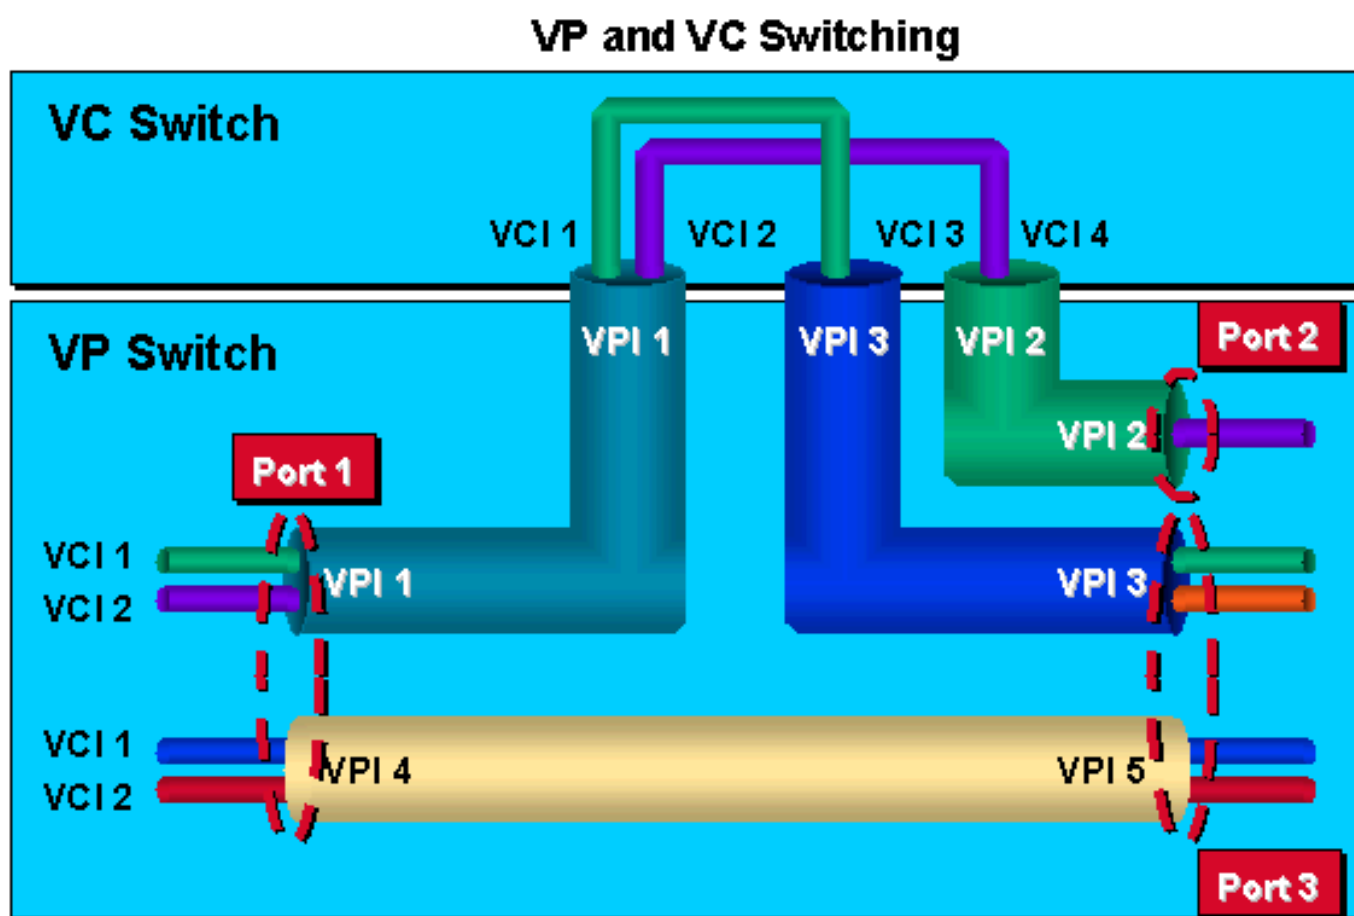 VP and VC Switching
VC Switch
VCI 1
VCI 2
VCI 3
VCI 4
VP Switch
VPI 1
VPI 3
VPI 2
Port 2
VPI 2
Port 1
VCI 1
VCI 2
VPI 1
VPI 3
VCI 1
VCI 2
VPI 4
VPI 5
Port 3